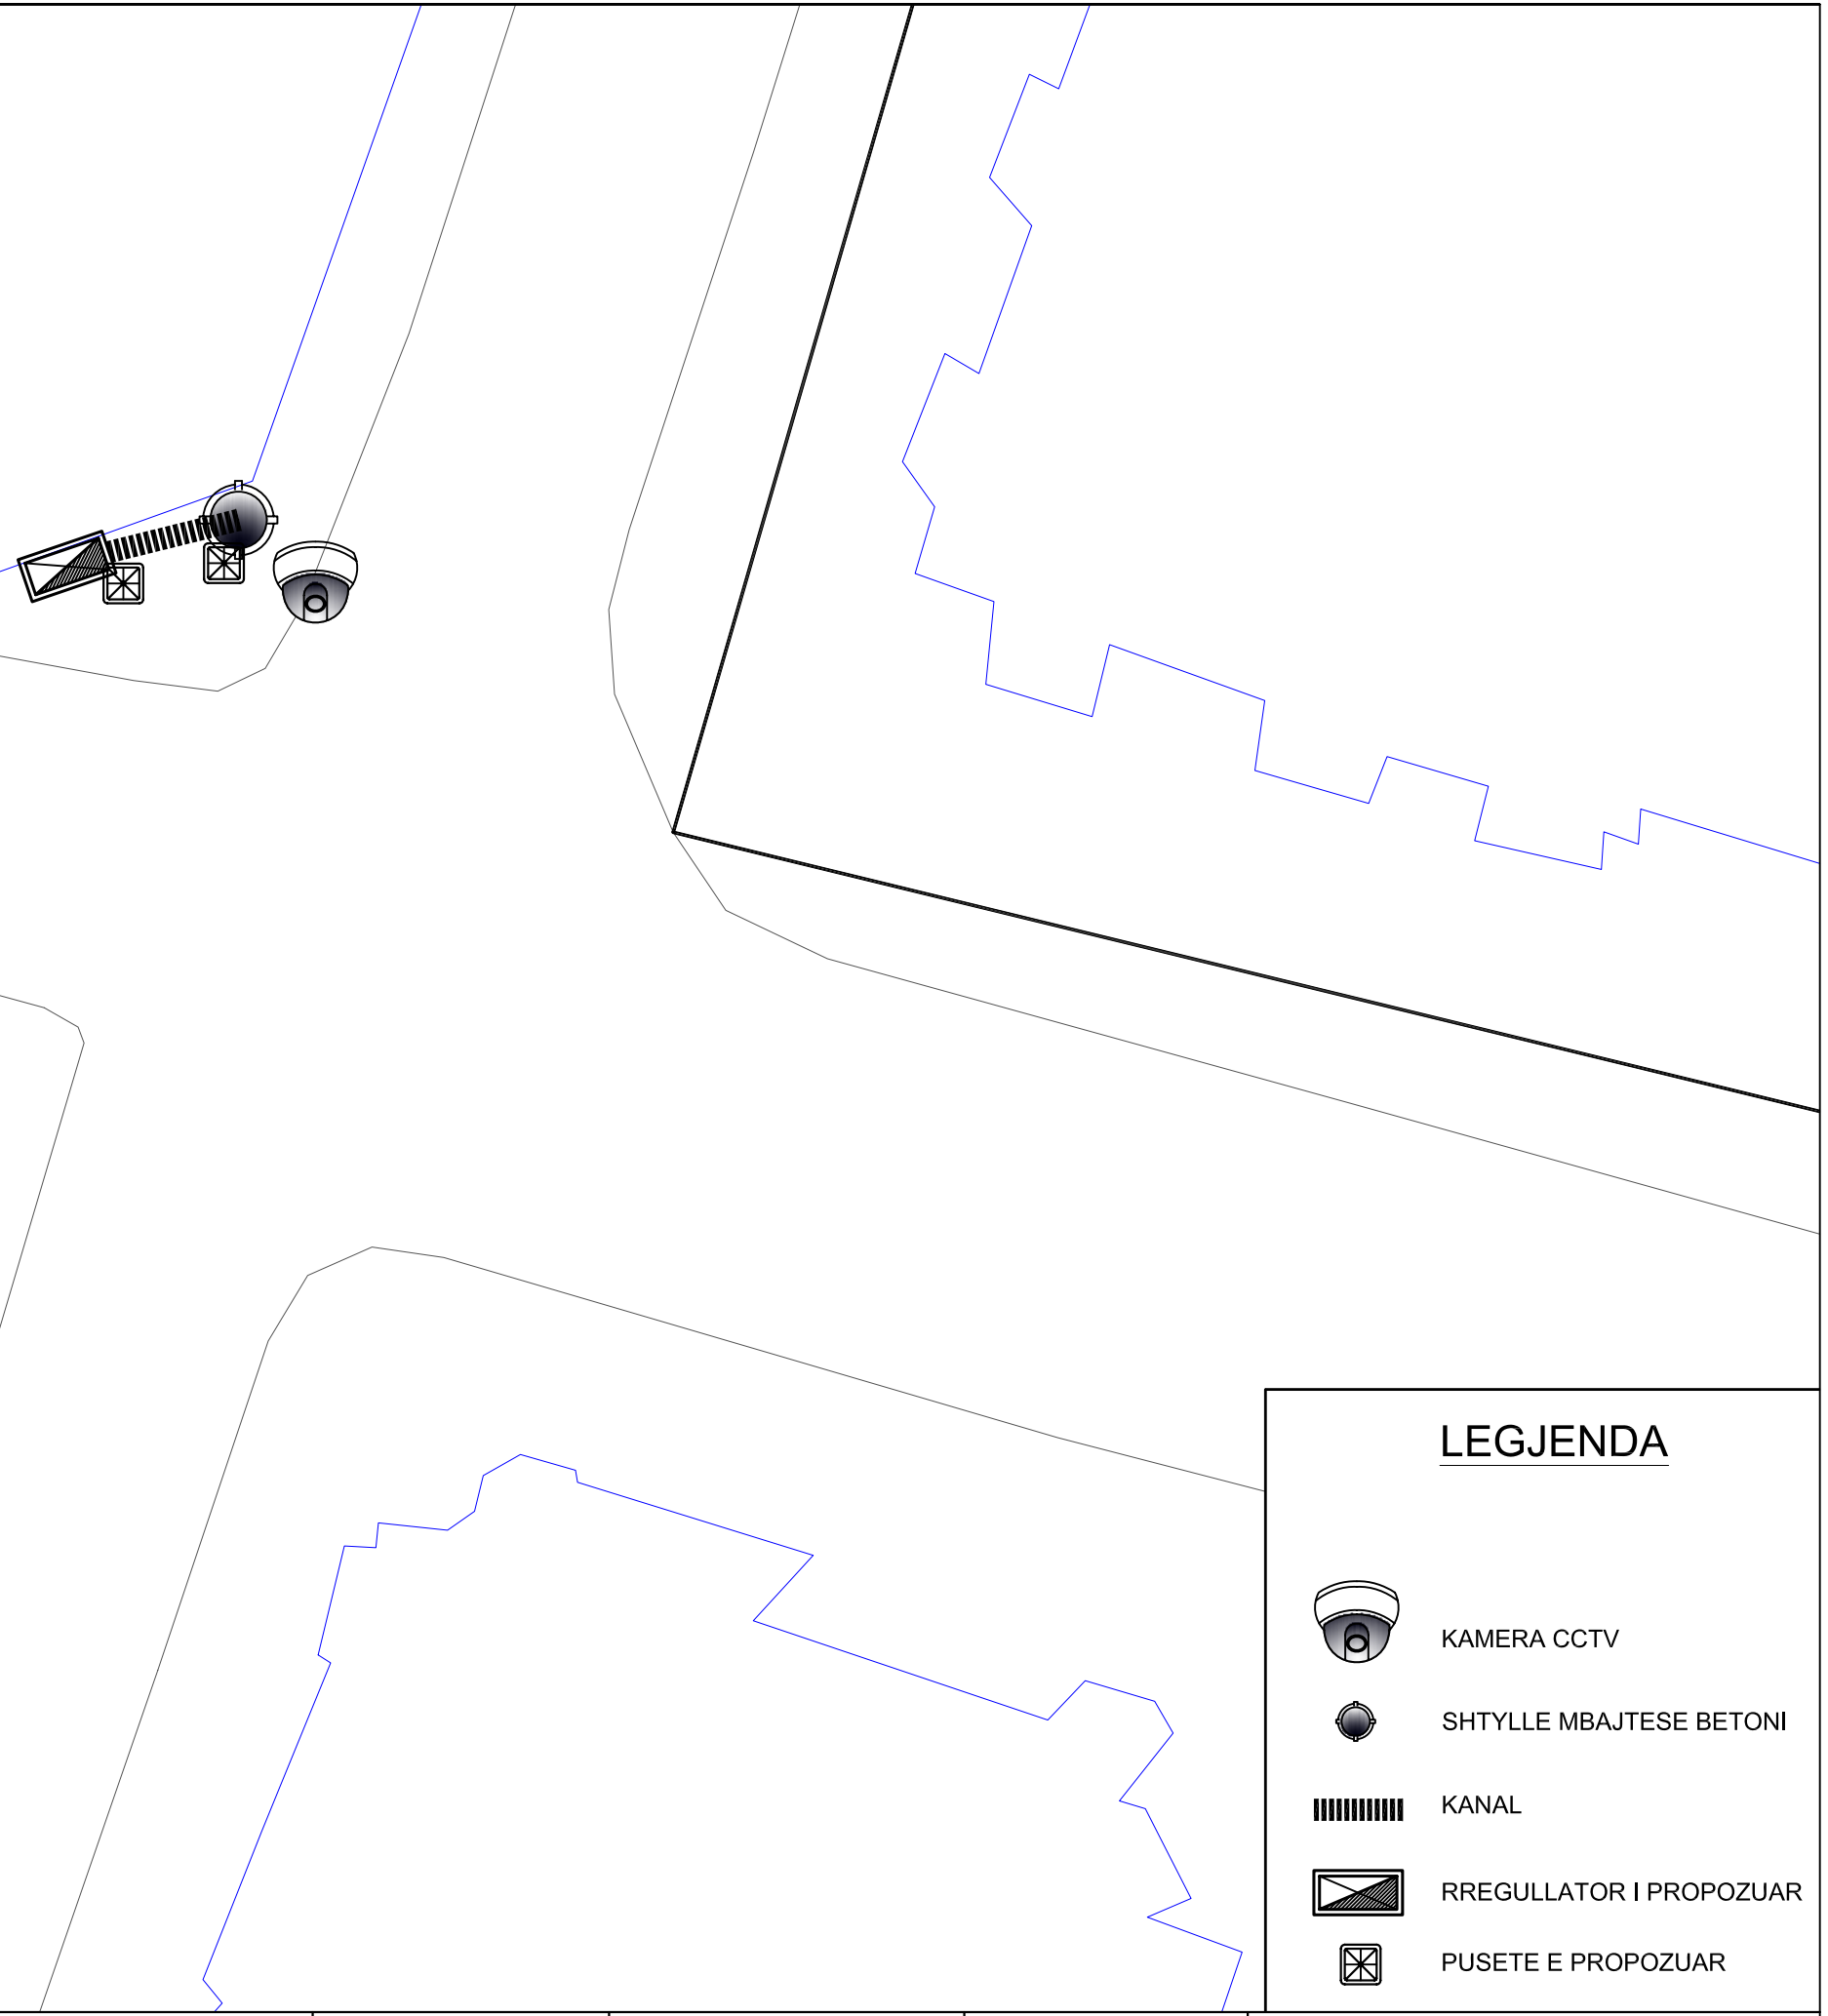 LEGJENDA
KAMERA CCTV
SHTYLLE MBAJTESE BETONI
KANAL
RREGULLATOR I PROPOZUAR
PUSETE E PROPOZUAR